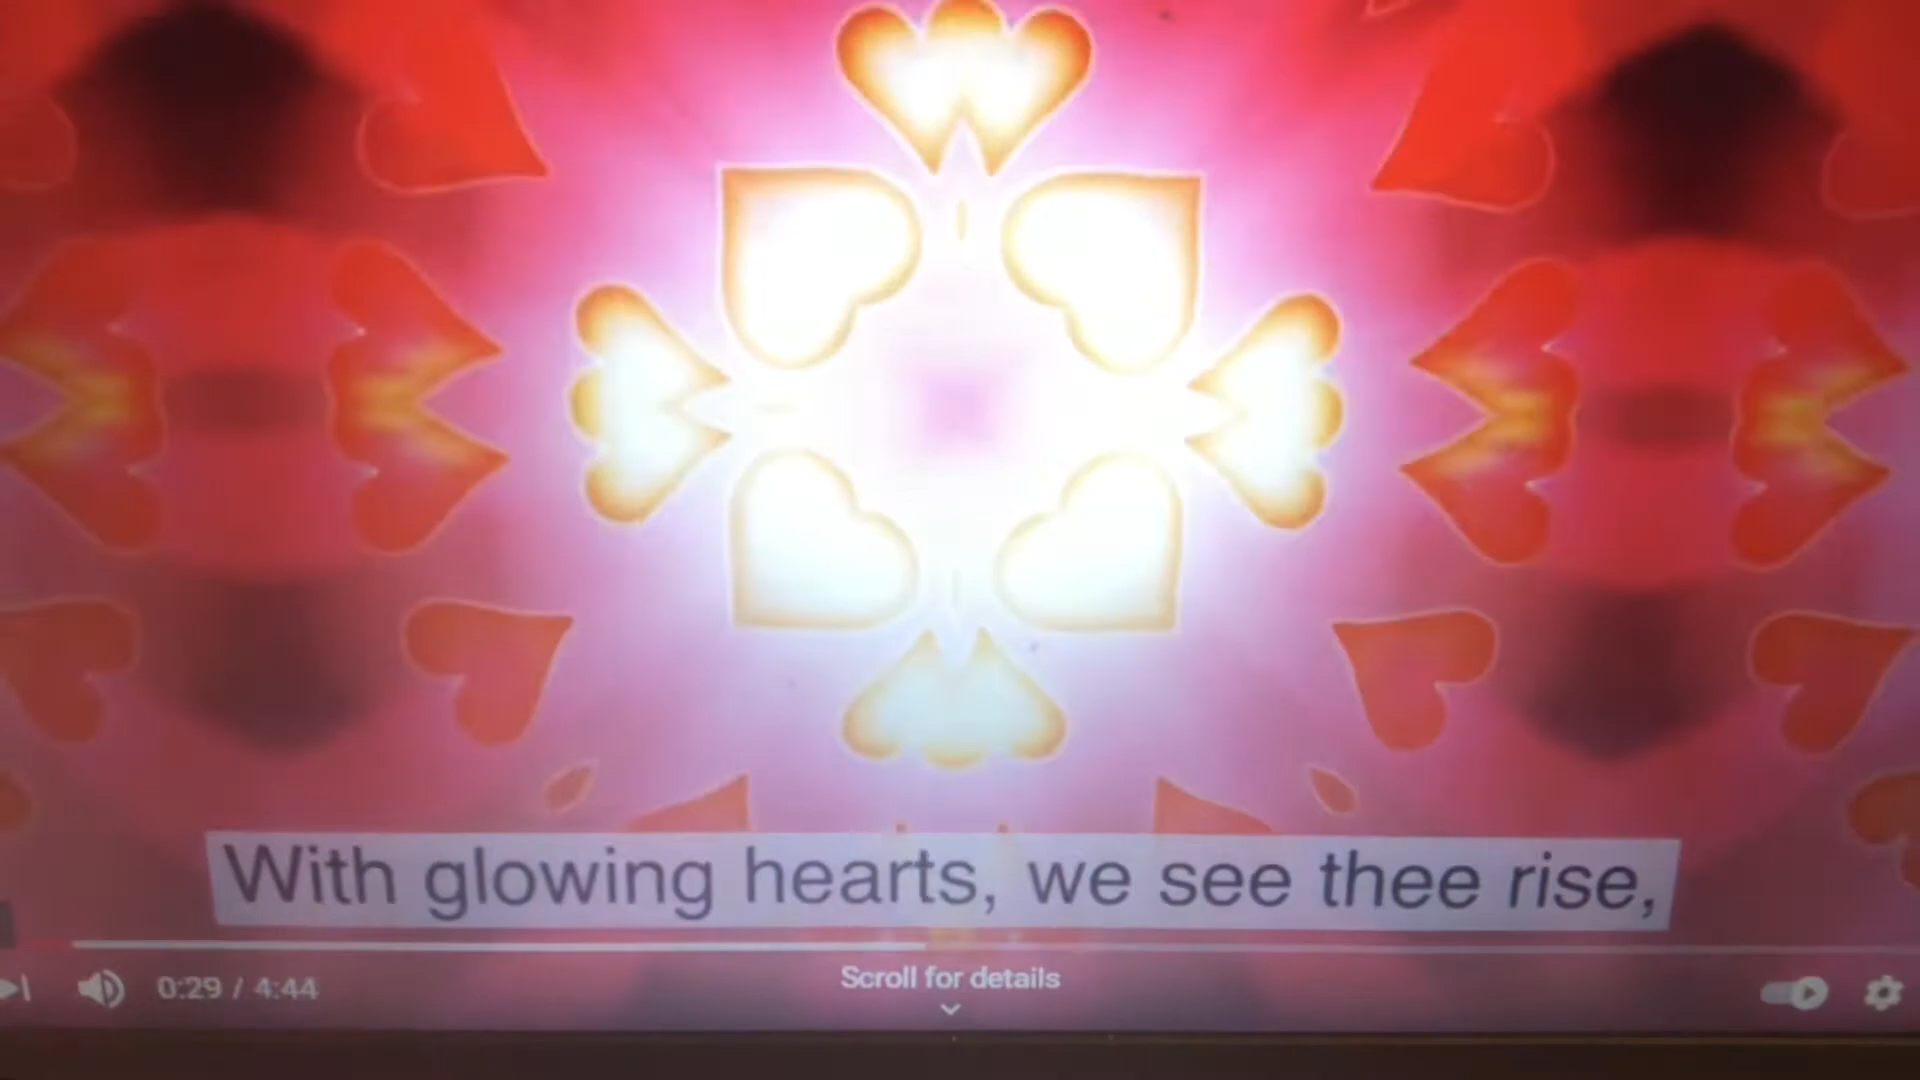 With glowing hearts, we see thee rise,
0:29 / 4:44
Scroll for details